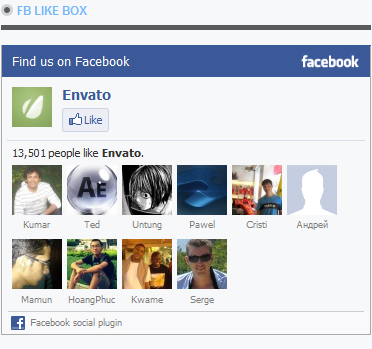 FB LIKE BOX
Find us on Facebook facebook
Envato
Like
13,501 people like Envato.
AE
Kumar Ted Untung Pawel Cristi Андрей
Mamun HoangPhuc Kwame Serge
Facebook social plugin